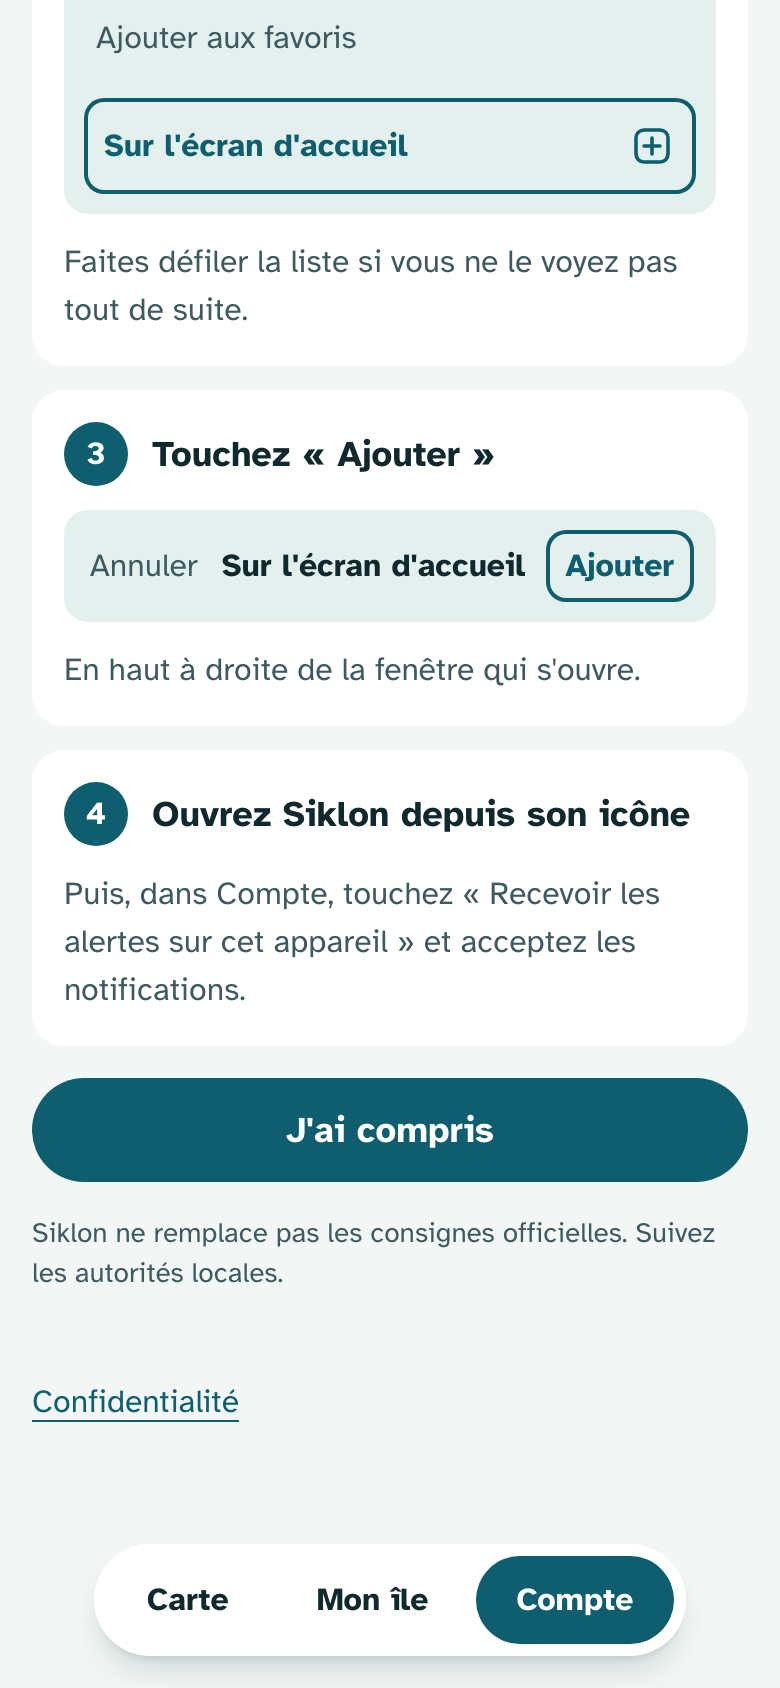 Ajouter aux favoris
Sur l'écran d'accueil
Faites défiler la liste si vous ne le voyez pas
tout de suite.
3 Touchez « Ajouter »
Annuler Sur l'écran d'accueil Ajouter
En haut à droite de la fenêtre qui s'ouvre.
4 Ouvrez Siklon depuis son icône
Puis, dans Compte, touchez « Recevoir les
alertes sur cet appareil » et acceptez les
notifications.
J'ai compris
Siklon ne remplace pas les consignes officielles. Suivez
les autorités locales.
Confidentialité
Carte Mon île Compte